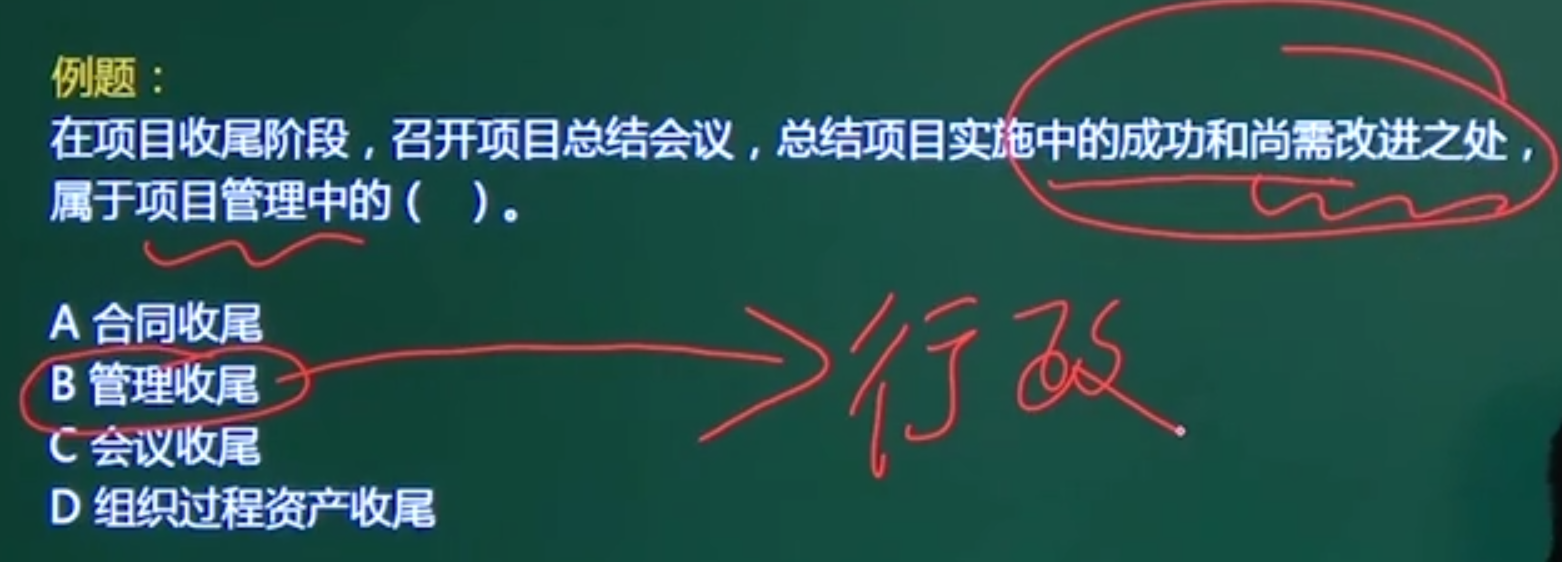 例题：
在项目收尾阶段，召开项目总结会议，总结项目实施中的成功和尚需改进之处，
属于项目管理中的（ ）。
A 合同收尾
B 管理收尾
行政
C 会议收尾
D 组织过程资产收尾